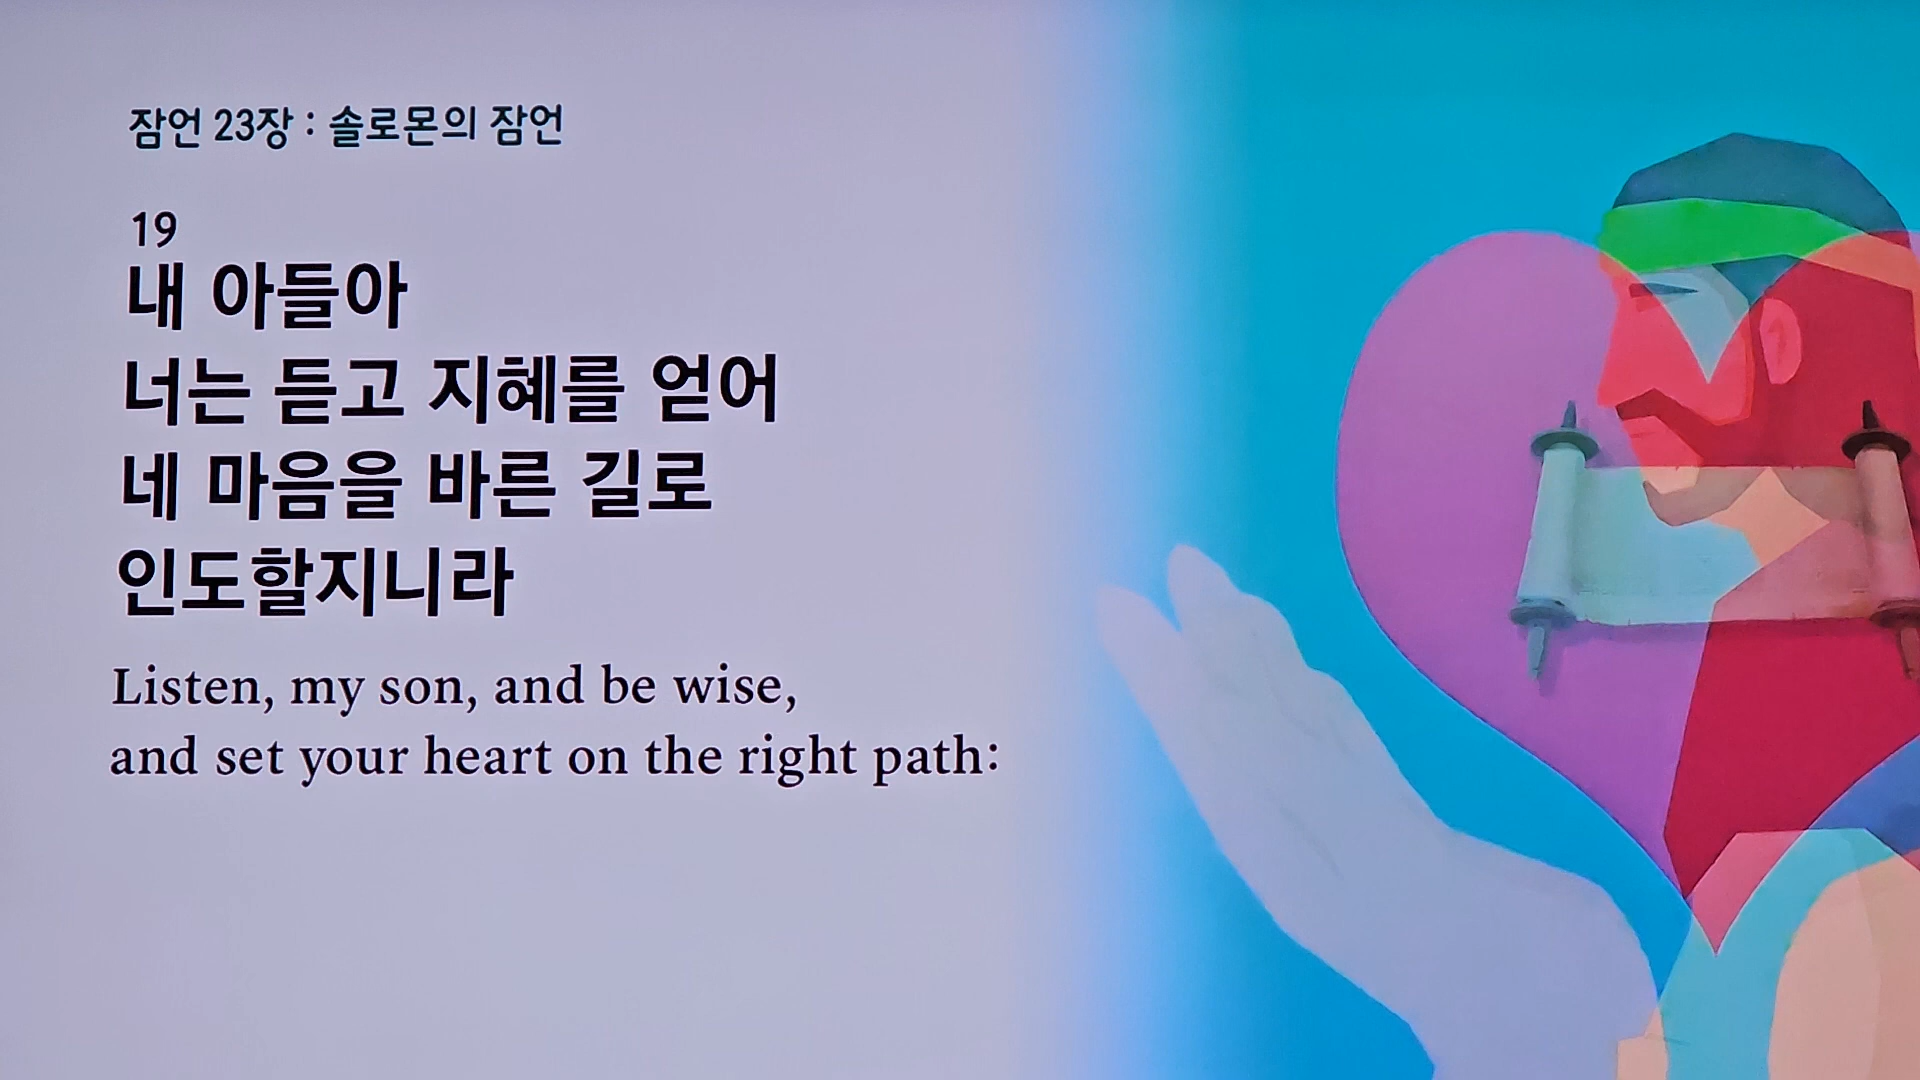 잠언 23장 : 솔로몬의 잠언
19
내 아들아
너는 듣고 지혜를 얻어
네 마음을 바른 길로
인도할지니라
Listen, my son, and be wise,
and set your heart on the right path: